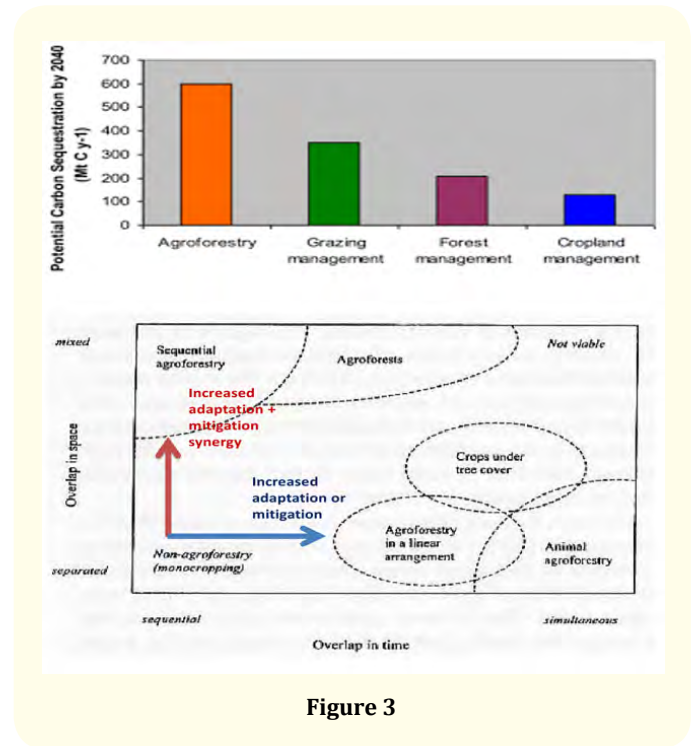 Potential Carbon Sequestration by 2040
(Mt C y-1)
700
600
500
400
300
200
100
0
Agroforestry
Grazing
management
Forest
management
Cropland
management
mixed
Sequential
agroforestry
Agroforests
Not viable
Increased
adaptation +
mitigation
synergy
Overlap in space
Crops under
tree cover
Increased
adaptation or
mitigation
Agroforestry
in a linear
arrangement
Animal
agroforestry
Non-agroforestry
(monocropping)
separated
sequential
simultaneous
Overlap in time
Figure 3